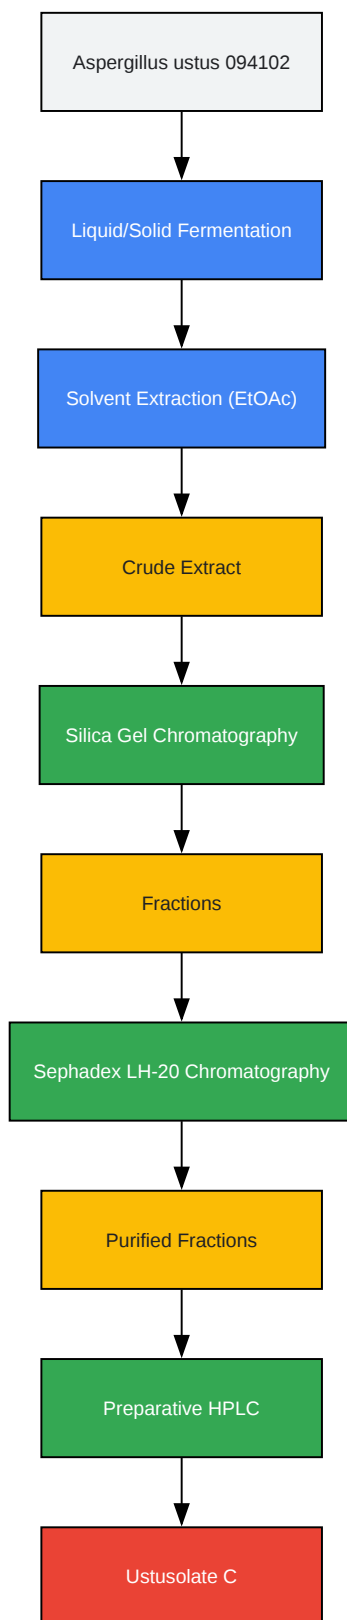 Aspergillus ustus 094102
Liquid/Solid Fermentation
Solvent Extraction (EtOAc)
Crude Extract
Silica Gel Chromatography
Fractions
Sephadex LH-20 Chromatography
Purified Fractions
Preparative HPLC
Ustusolate C